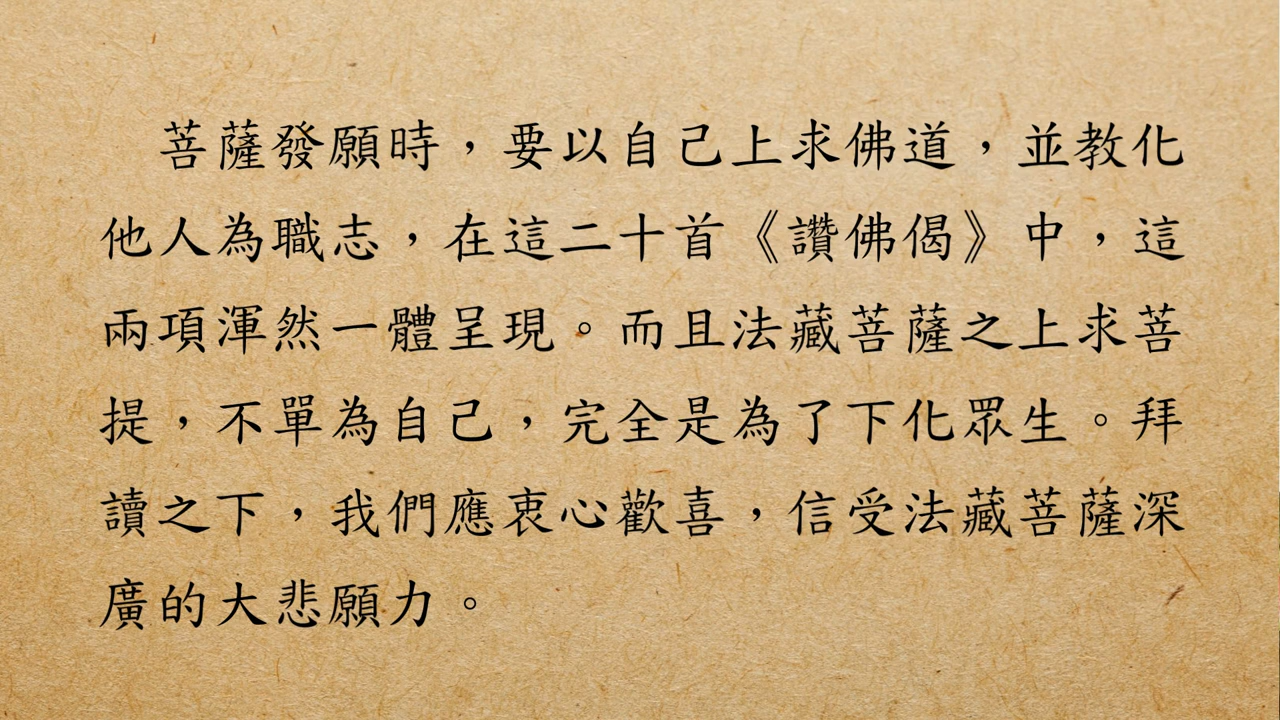 菩薩發願時，要以自己上求佛道，並教化
他人為職志，在這二十首《讚佛偈》中，這
兩項渾然一體呈現。而且法藏菩薩之上求菩
提，不單為自己，完全是為了下化眾生。拜
讀之下，我們應衷心歡喜，信受法藏菩薩深
廣的大悲願力。